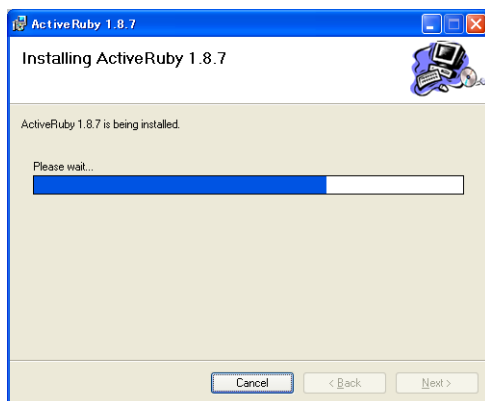 ActiveRuby 1.8.7
Installing ActiveRuby 1.8.7
ActiveRuby 1.8.7 is being installed.
Please wait...
Cancel
< Back
Next >